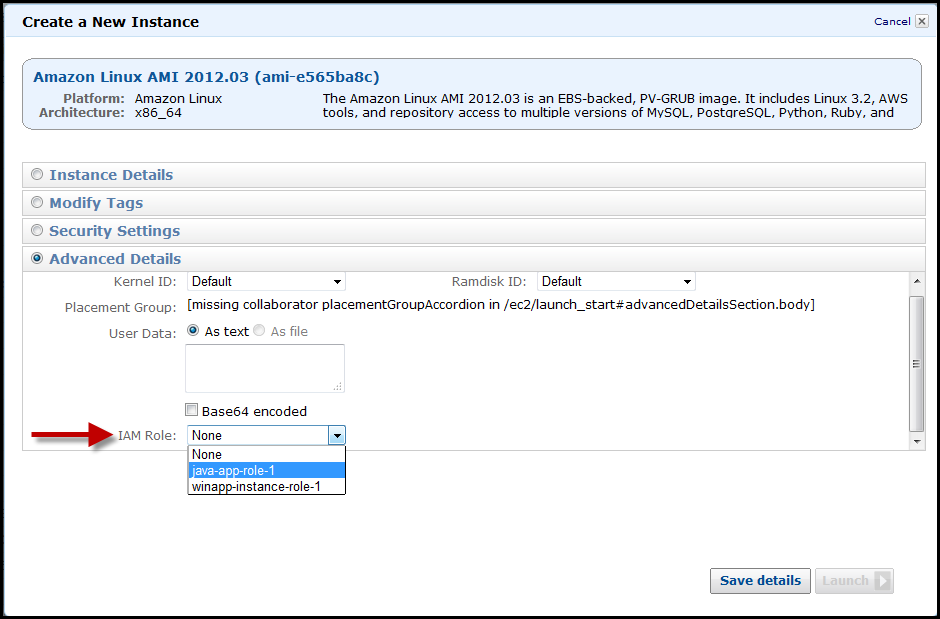 Create a New Instance
Cancel
Amazon Linux AMI 2012.03 (ami-e565ba8c)
Platform: Amazon Linux
Architecture: x86_64
The Amazon Linux AMI 2012.03 is an EBS-backed, PV-GRUB image. It includes Linux 3.2, AWS
tools, and repository access to multiple versions of MySQL, PostgreSQL, Python, Ruby, and
Instance Details
Modify Tags
Security Settings
Advanced Details
Kernel ID: Default Ramdisk ID: Default
Placement Group: [missing collaborator placementGroupAccordion in /ec2/launch_start#advancedDetailsSection.body]
User Data: As text As file
Base64 encoded
IAM Role: None
None
java-app-role-1
winapp-instance-role-1
Save details Launch